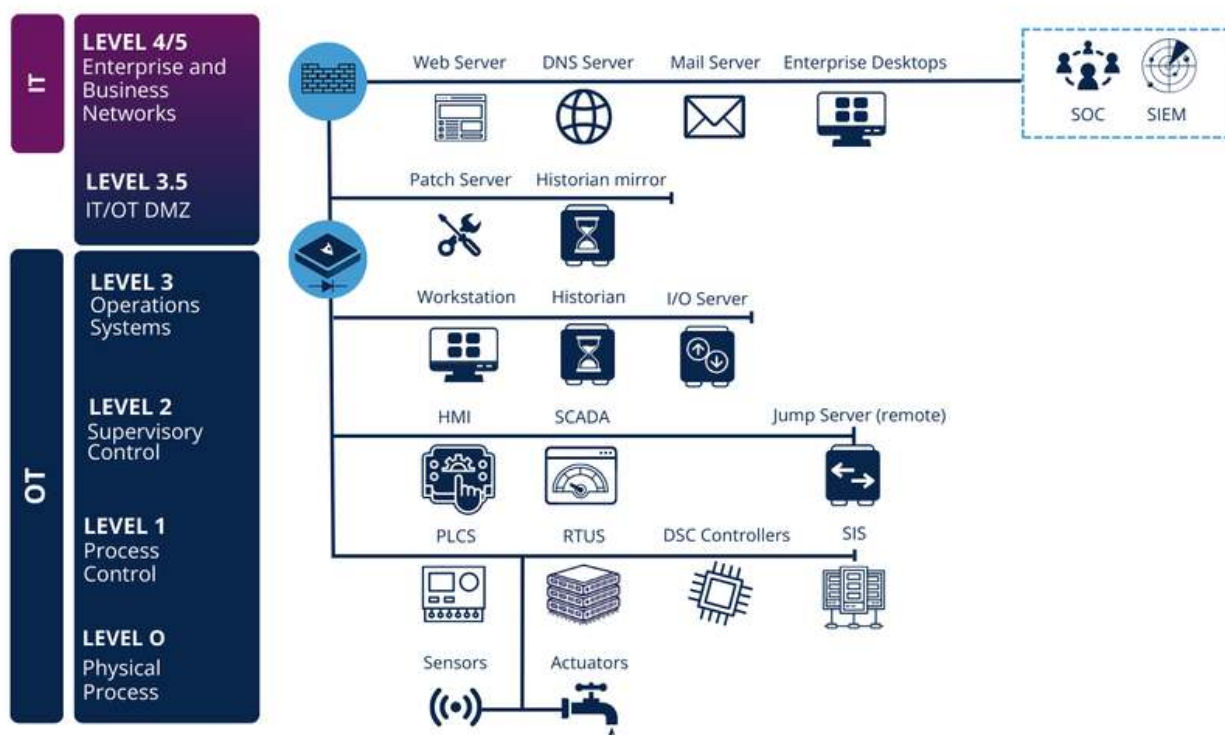 IT
LEVEL 4/5
Enterprise and
Business
Networks
LEVEL 3.5
IT/OT DMZ
OT
LEVEL 3
Operations
Systems
LEVEL 2
Supervisory
Control
LEVEL 1
Process
Control
LEVEL O
Physical
Process
Web Server
DNS Server
Mail Server
Enterprise Desktops
SOC
SIEM
Patch Server
Historian mirror
Workstation
Historian
I/O Server
HMI
SCADA
Jump Server (remote)
PLCS
RTUS
DSC Controllers
SIS
Sensors
Actuators